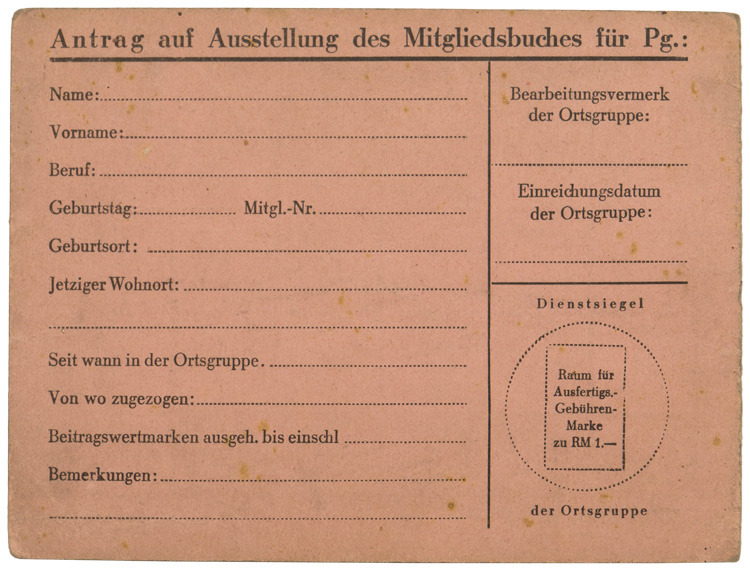 Antrag auf Ausstellung des Mitgliedsbuches für Pg.:
Name:
Vorname:
Beruf:
Geburtstag: Mitgl.-Nr.
Geburtsort:
Jetziger Wohnort:
Seit wann in der Ortsgruppe.
Von wo zugezogen:
Beitragswertmarken ausgeh. bis einschl
Bemerkungen:
Bearbeitungsvermerk
der Ortsgruppe:
Einreichungsdatum
der Ortsgruppe:
Dienstsiegel
Raum für
Ausfertigs.-
Gebühren-
Marke
zu RM 1.—
der Ortsgruppe